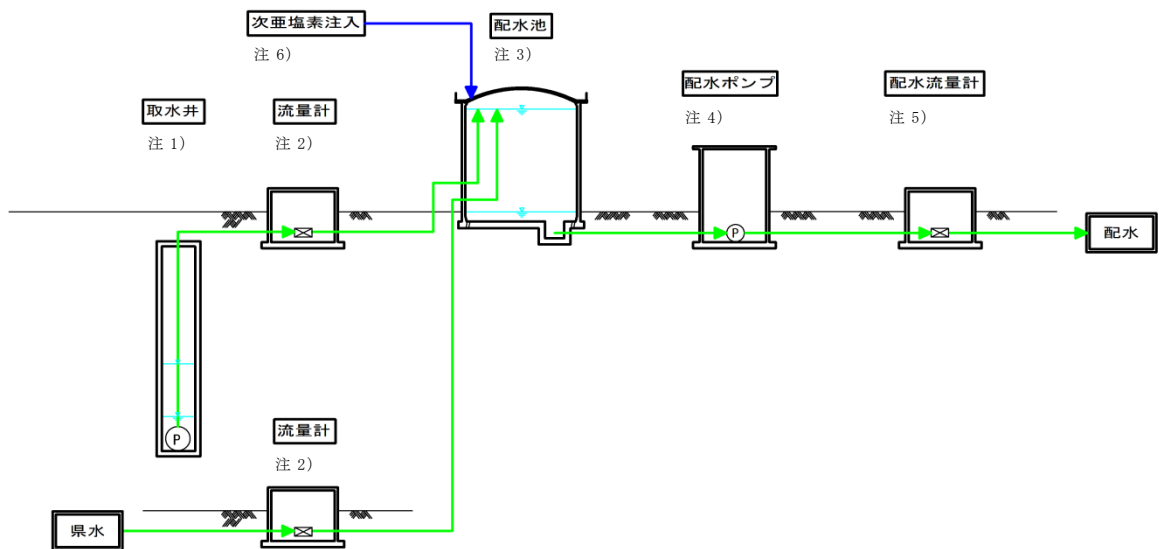 次亜塩素注入
注 6)
配水池
注 3)
配水ポンプ
注 4)
配水流量計
注 5)
取水井
注 1)
流量計
注 2)
P
配水
P
流量計
注 2)
県水